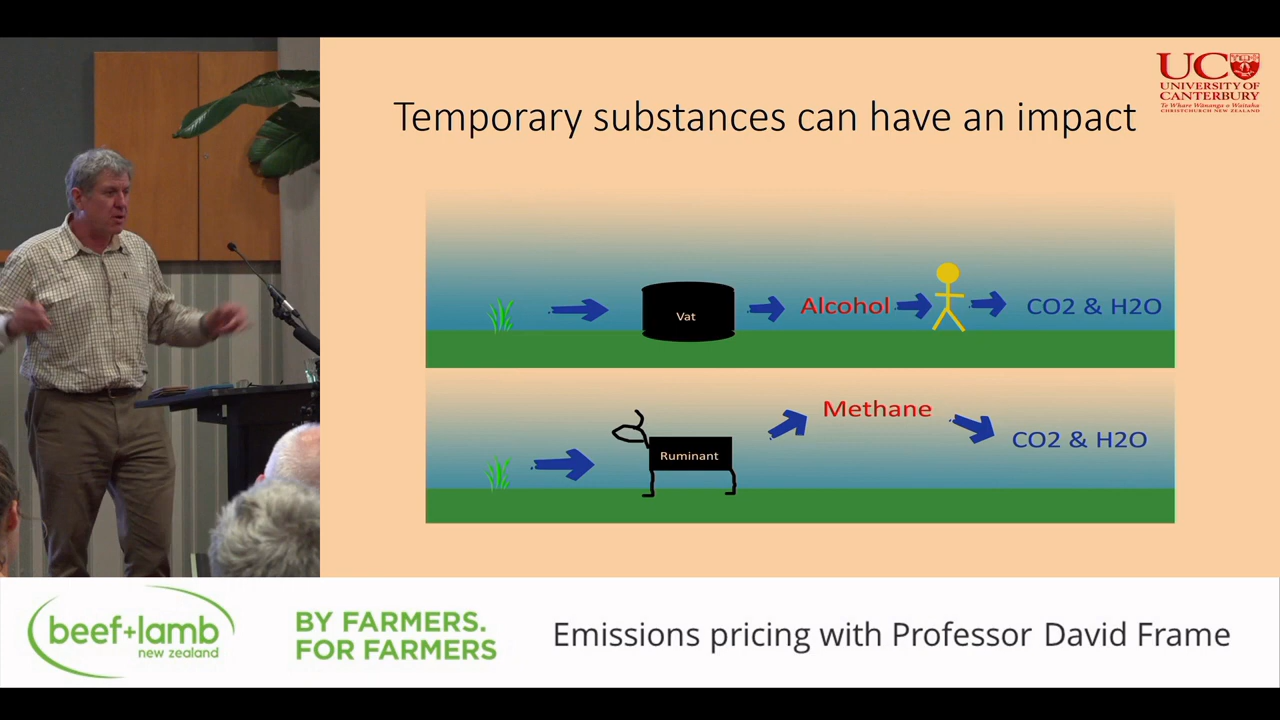 UC
UNIVERSITY OF
CANTERBURY
Te Whare Wānanga o Waitaha
CHRISTCHURCH NEW ZEALAND
Temporary substances can have an impact
Vat
Alcohol
CO2 & H2O
Methane
Ruminant
CO2 & H2O
beef+lamb
new zealand
BY FARMERS.
FOR FARMERS
Emissions pricing with Professor David Frame